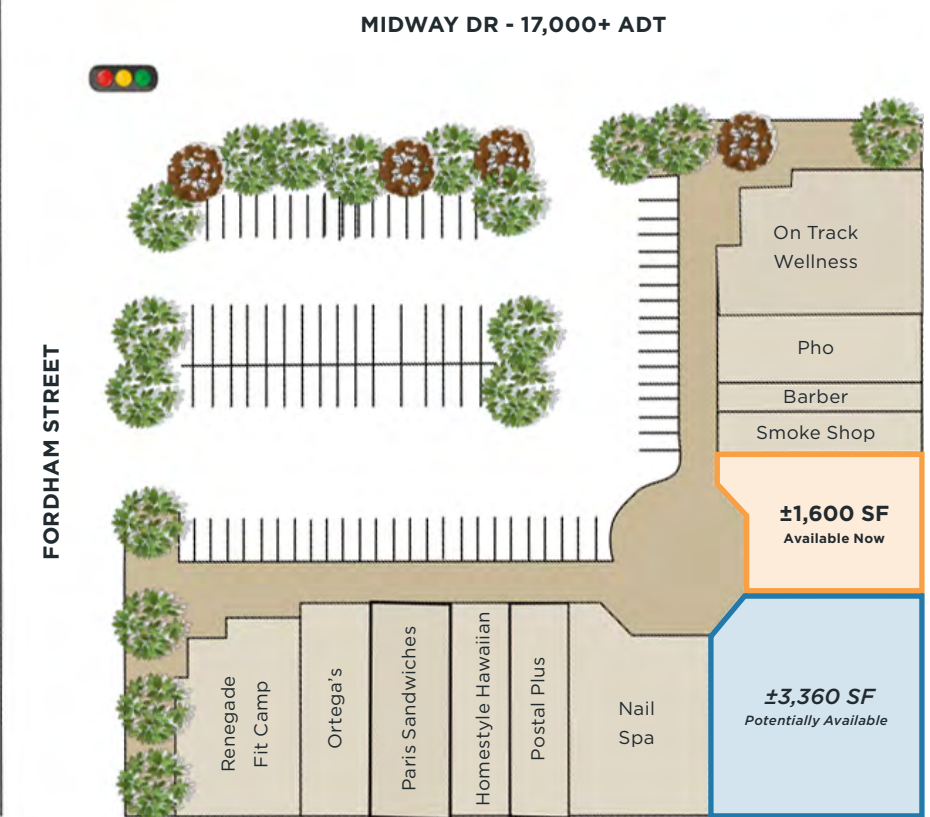 MIDWAY DR - 17,000+ ADT
FORDHAM STREET
On Track
Wellness
Pho
Barber
Smoke Shop
±1,600 SF
Available Now
±3,360 SF
Potentially Available
Renegade
Fit Camp
Ortega's
Paris Sandwiches
Homestyle Hawaiian
Postal Plus
Nail
Spa